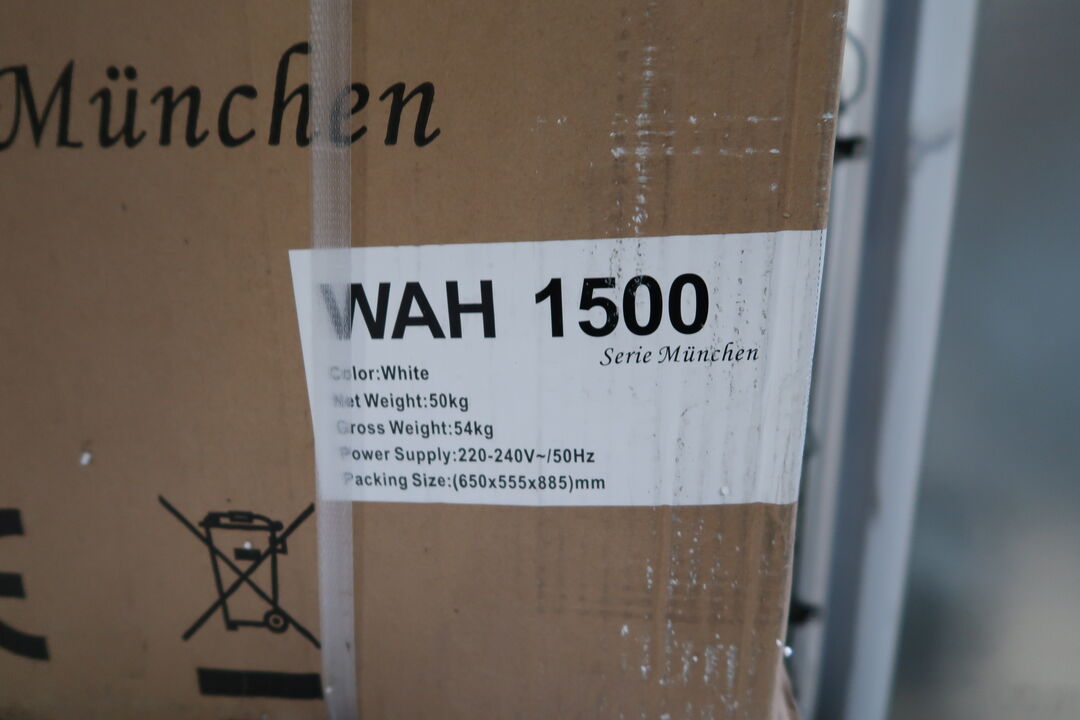 München
WAH 1500
Serie München
Color:White
Net Weight:50kg
Gross Weight:54kg
Power Supply:220-240V~/50Hz
Packing Size:(650x555x885)mm